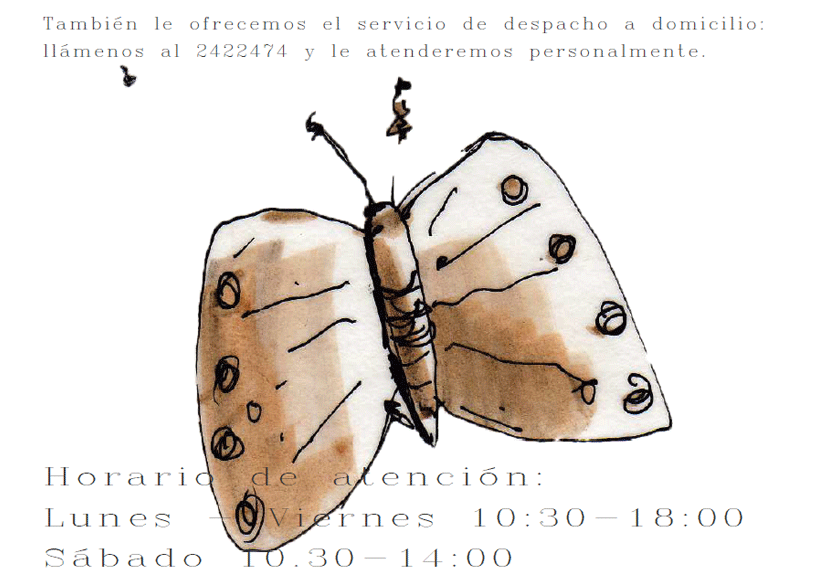 También le ofrecemos el servicio de despacho a domicilio:
llámenos al 2422474 y le atenderemos personalmente.
Horario de atención:
Lunes – Viernes 10:30–18:00
Sábado 10.30–14:00